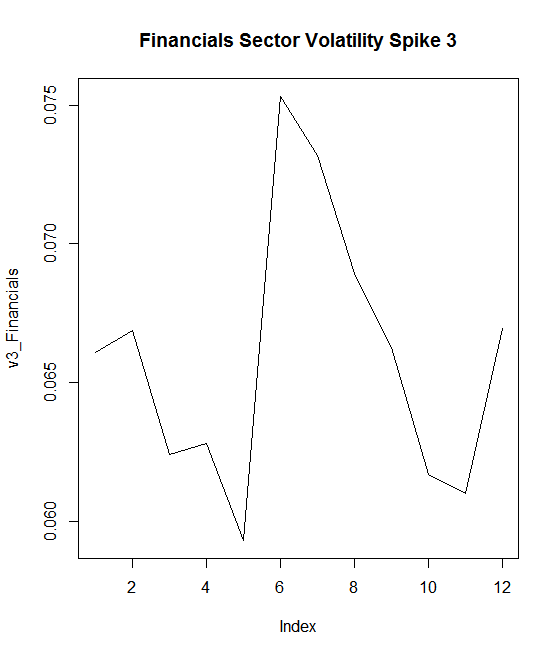 Financials Sector Volatility Spike 3
v3_Financials
0.075
0.070
0.065
0.060
2 4 6 8 10 12
Index